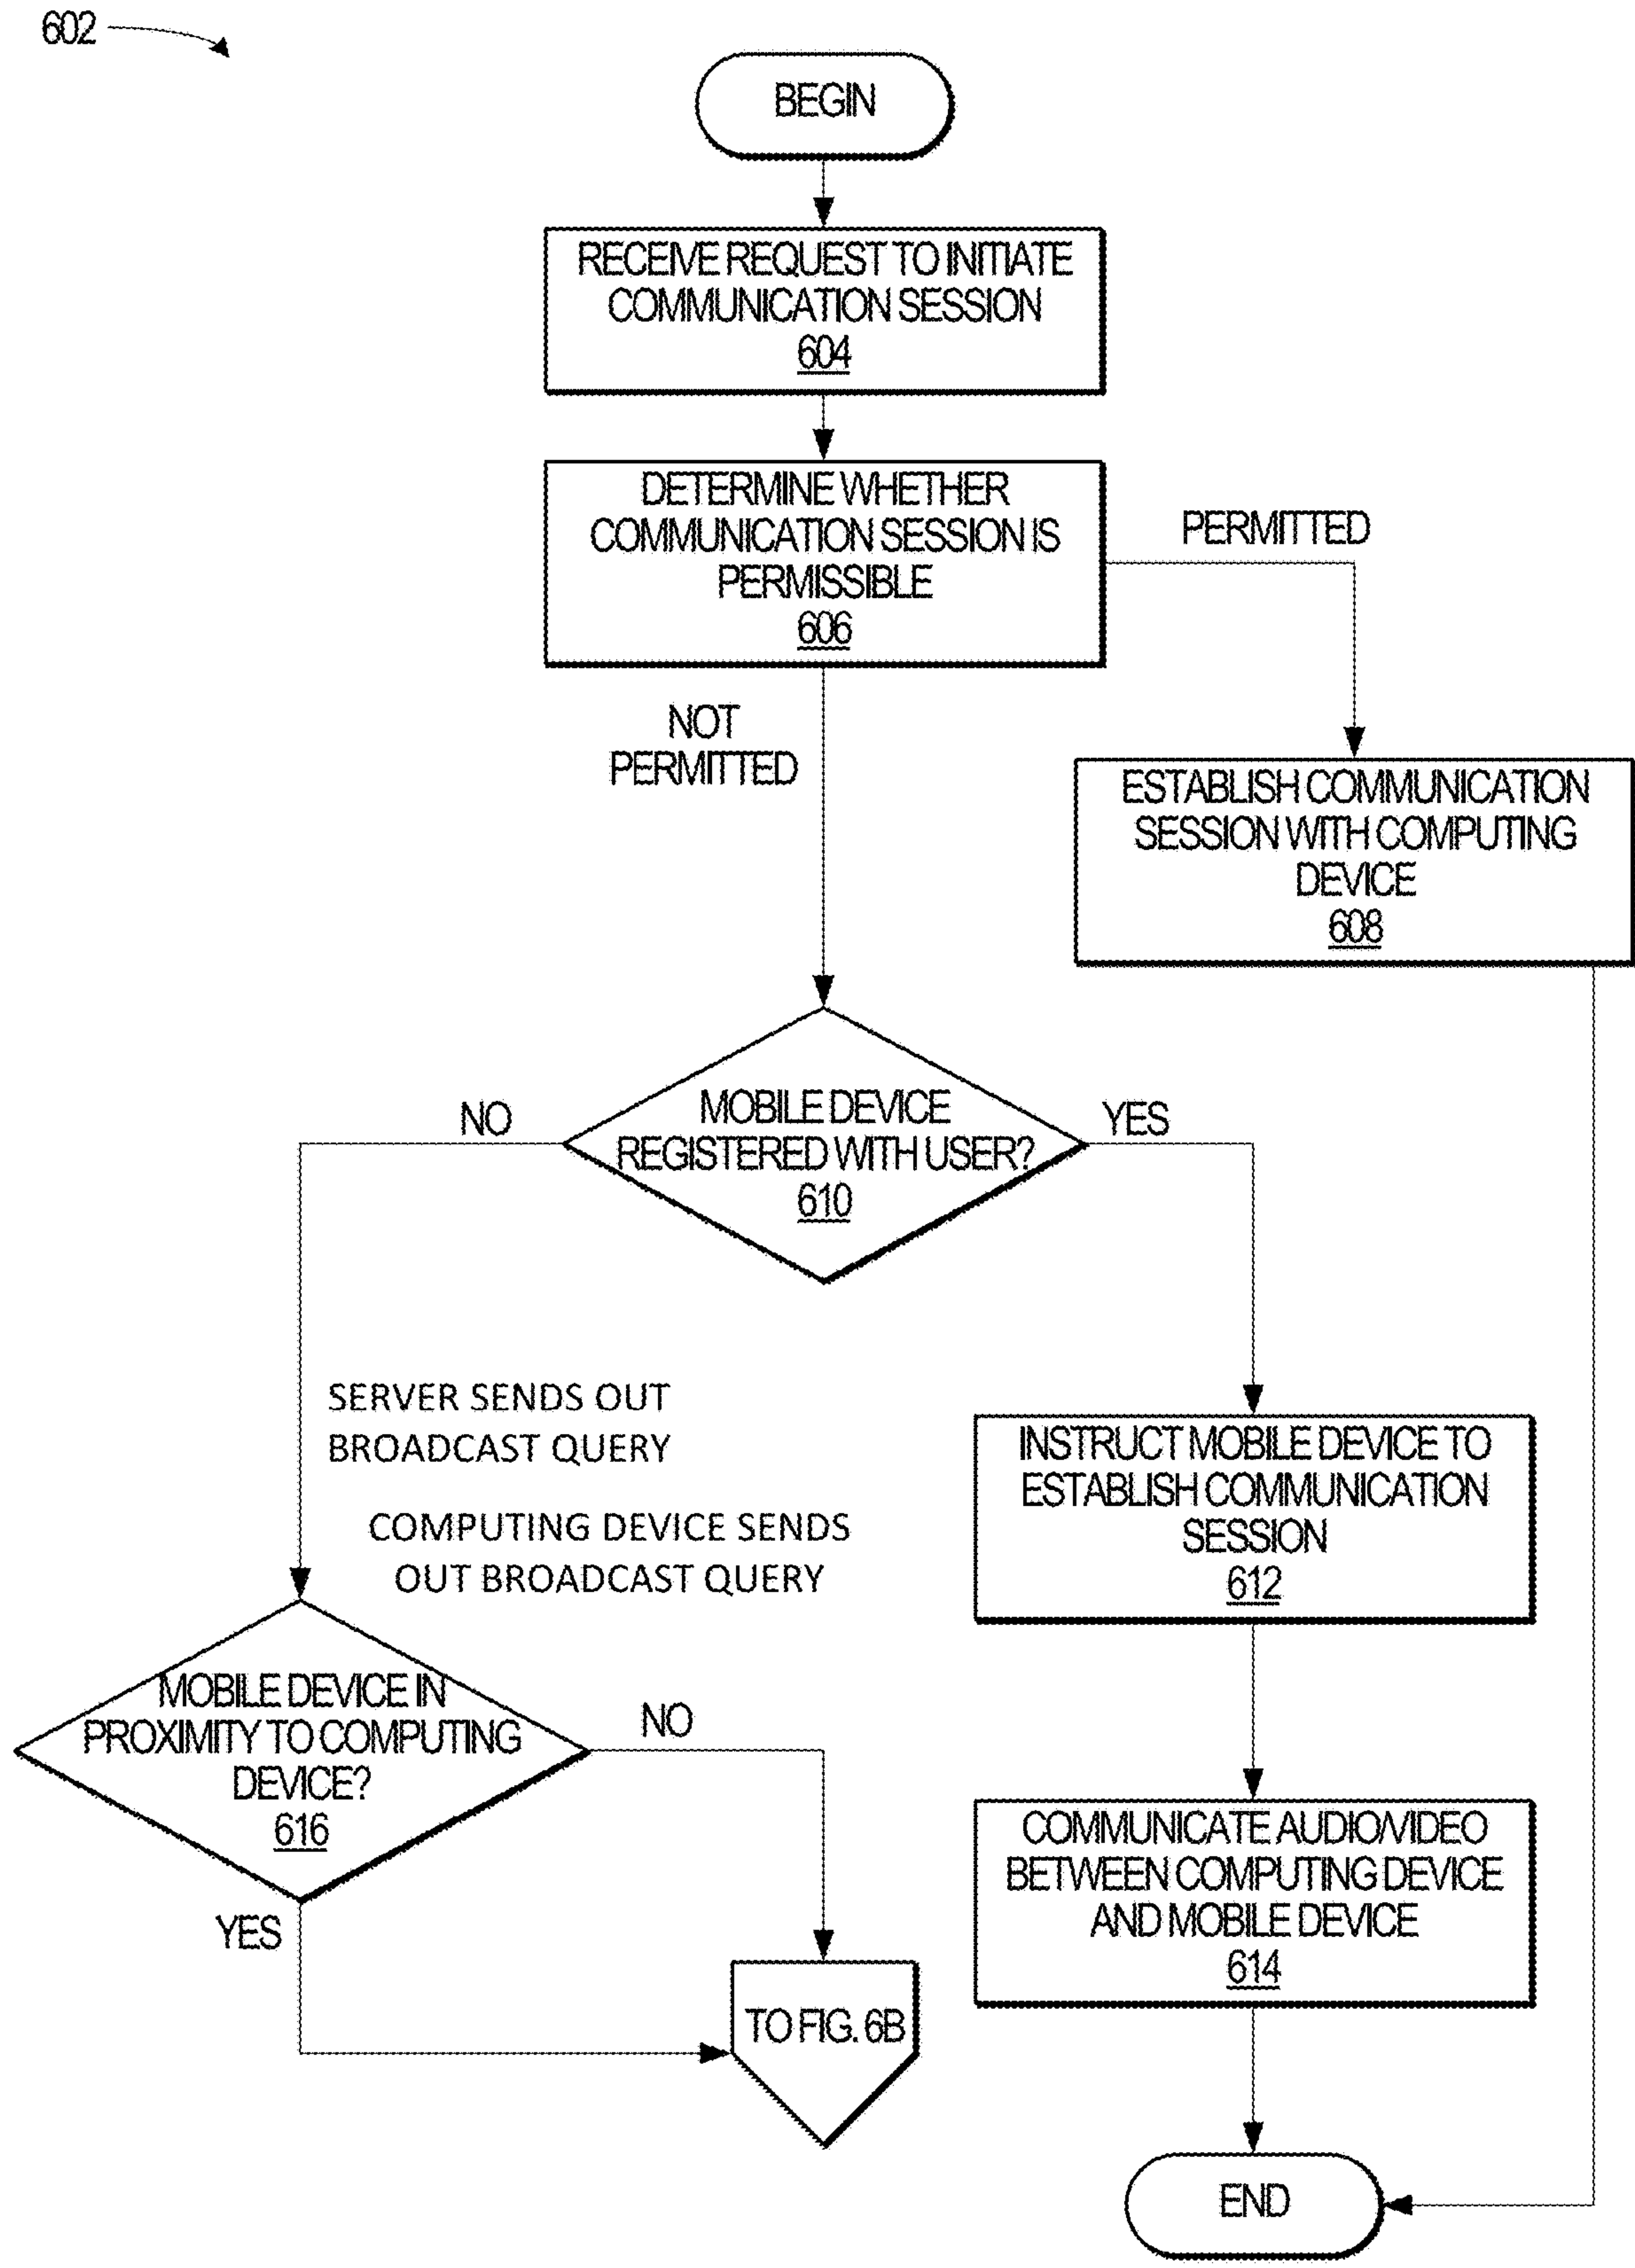 602
BEGIN
RECEIVE REQUEST TO INITIATE
COMMUNICATION SESSION
604
DETERMINE WHETHER
COMMUNICATION SESSION IS
PERMISSIBLE
606
PERMITTED
NOT
PERMITTED
ESTABLISH COMMUNICATION
SESSION WITH COMPUTING
DEVICE
608
MOBILE DEVICE
REGISTERED WITH USER?
610
NO
YES
SERVER SENDS OUT
BROADCAST QUERY
COMPUTING DEVICE SENDS
OUT BROADCAST QUERY
INSTRUCT MOBILE DEVICE TO
ESTABLISH COMMUNICATION
SESSION
612
MOBILE DEVICE IN
PROXIMITY TO COMPUTING
DEVICE?
616
NO
YES
COMMUNICATE AUDIO/VIDEO
BETWEEN COMPUTING DEVICE
AND MOBILE DEVICE
614
TO FIG. 6B
END